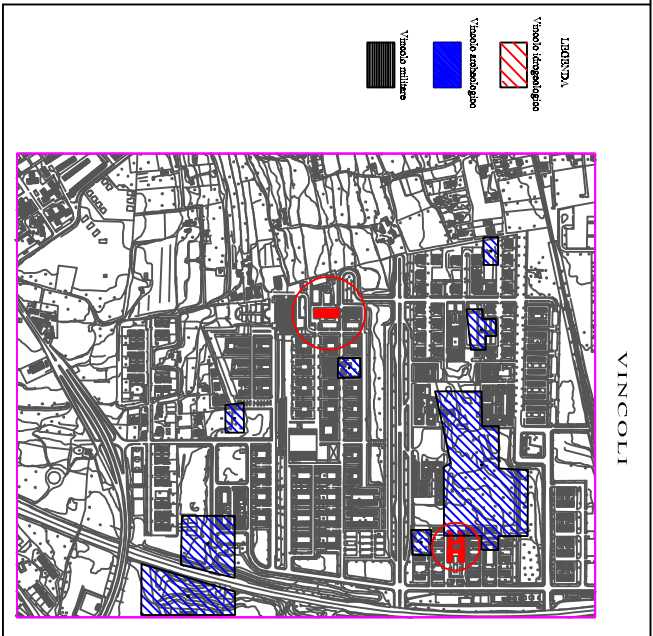 VINCOLI
LEGENDA
Vincolo idrogeologico
Vincolo archeologico
Vincolo militare